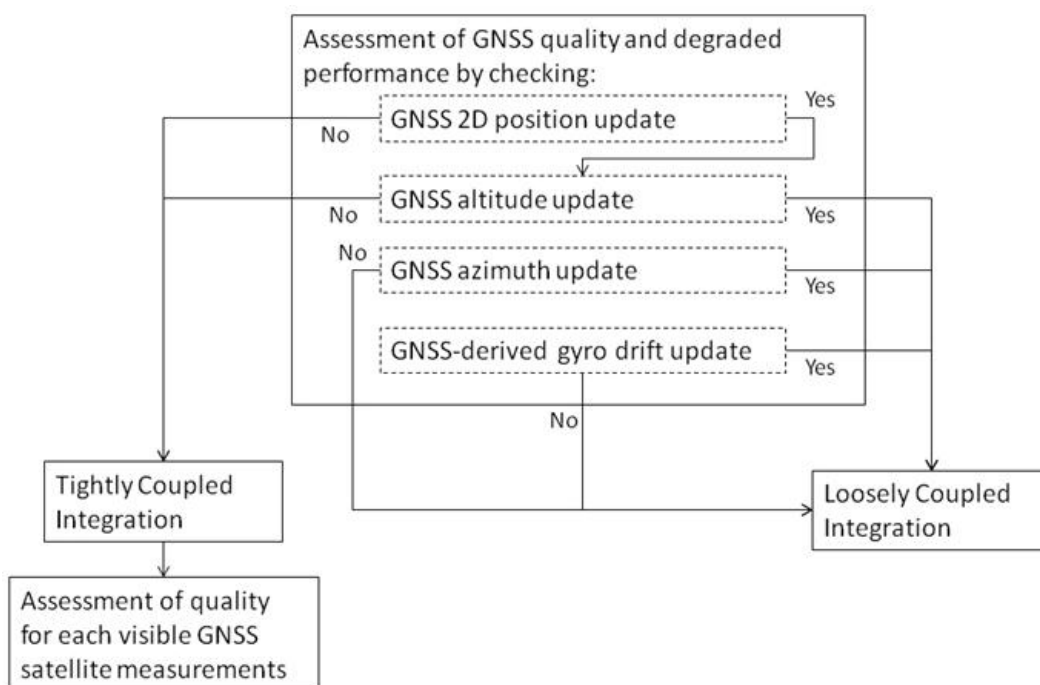 Assessment of GNSS quality and degraded
performance by checking:
Yes
GNSS 2D position update
No
GNSS altitude update
No
Yes
No
GNSS azimuth update
Yes
GNSS-derived gyro drift update
Yes
No
Tightly Coupled
Integration
Loosely Coupled
Integration
Assessment of quality
for each visible GNSS
satellite measurements